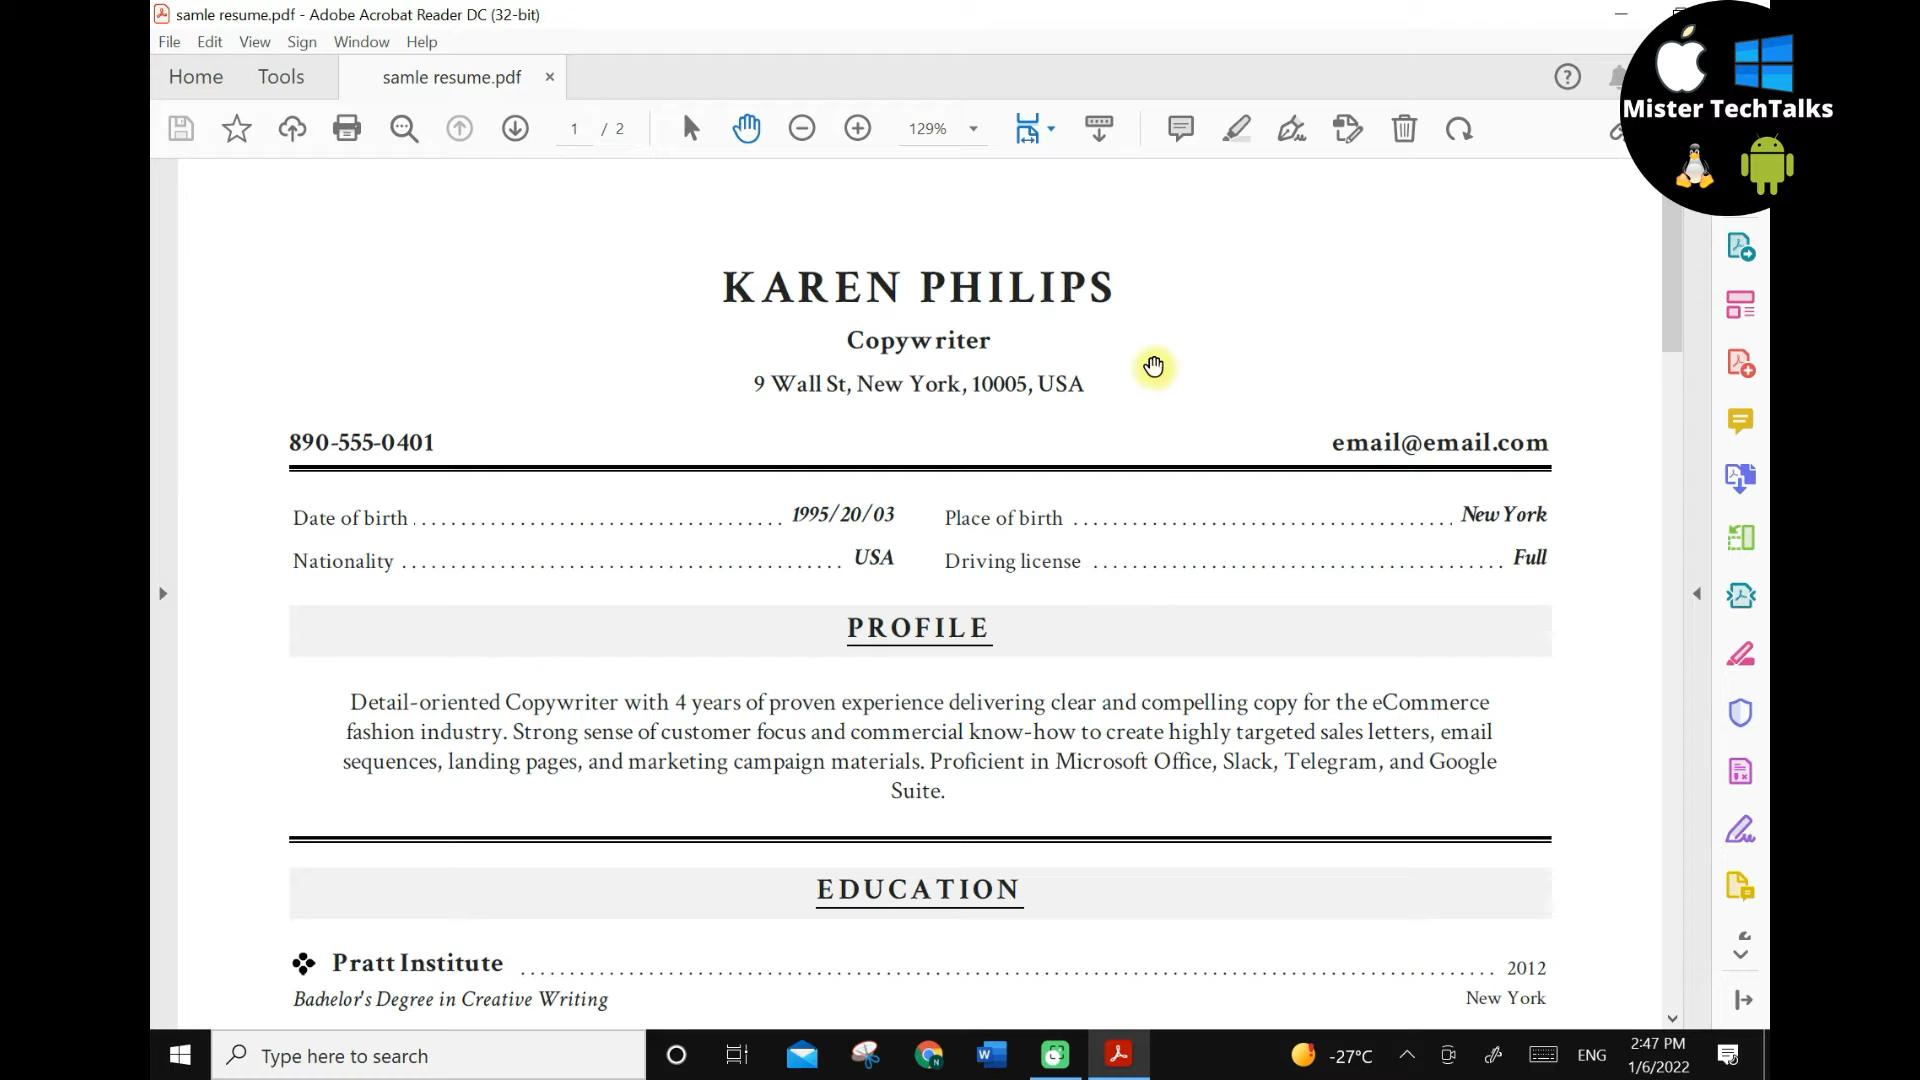 samle resume.pdf - Adobe Acrobat Reader DC (32-bit)
File Edit View Sign Window Help
Home Tools samle resume.pdf ×
1 / 2 129%
Mister TechTalks
KAREN PHILIPS
Copywriter
9 Wall St, New York, 10005, USA
890-555-0401 email@email.com
Date of birth 1995/20/03 Place of birth New York
Nationality USA Driving license Full
PROFILE
Detail-oriented Copywriter with 4 years of proven experience delivering clear and compelling copy for the eCommerce
fashion industry. Strong sense of customer focus and commercial know-how to create highly targeted sales letters, email
sequences, landing pages, and marketing campaign materials. Proficient in Microsoft Office, Slack, Telegram, and Google
Suite.
EDUCATION
Pratt Institute 2012
Bachelor's Degree in Creative Writing New York
Type here to search -27°C ENG 2:47 PM
1/6/2022